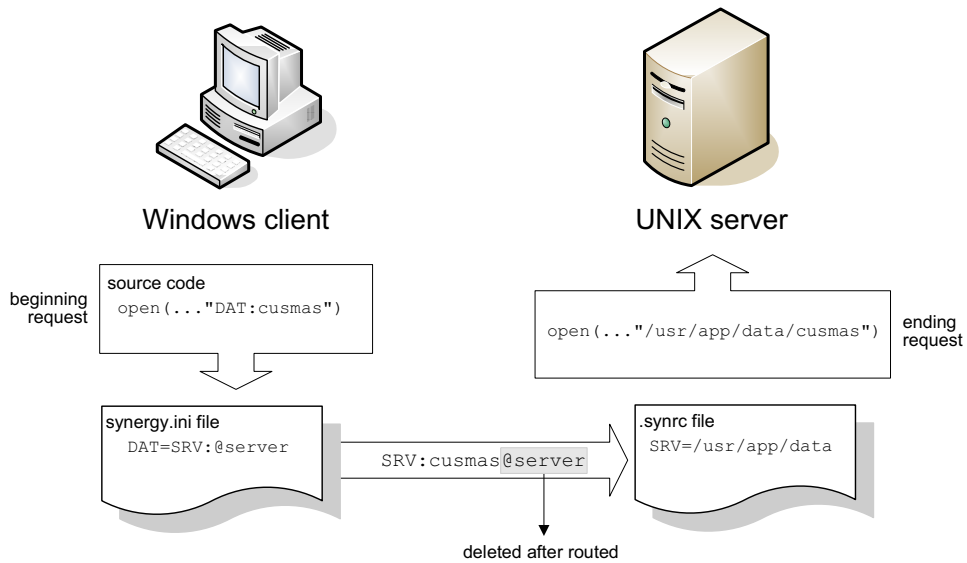 Windows client
UNIX server
beginning
request
source code
open(..."DAT:cusmas")
open(..."/usr/app/data/cusmas")
ending
request
synergy.ini file
DAT=SRV:@server
SRV:cusmas@server
.synrc file
SRV=/usr/app/data
deleted after routed